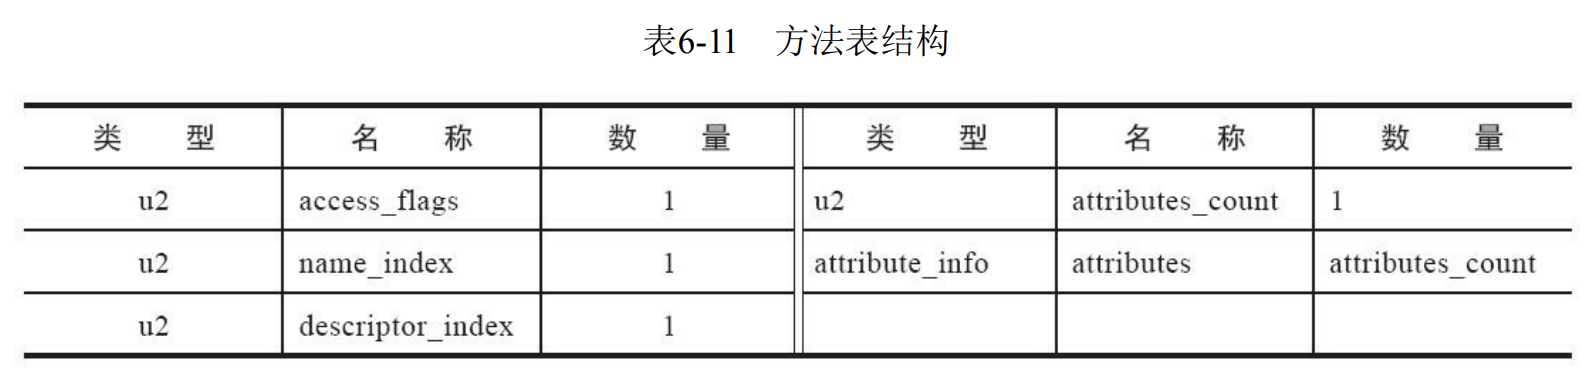 表6-11 方法表结构
类 型 名 称 数 量 类 型 名 称 数 量
u2 access_flags 1 u2 attributes_count 1
u2 name_index 1 attribute_info attributes attributes_count
u2 descriptor_index 1